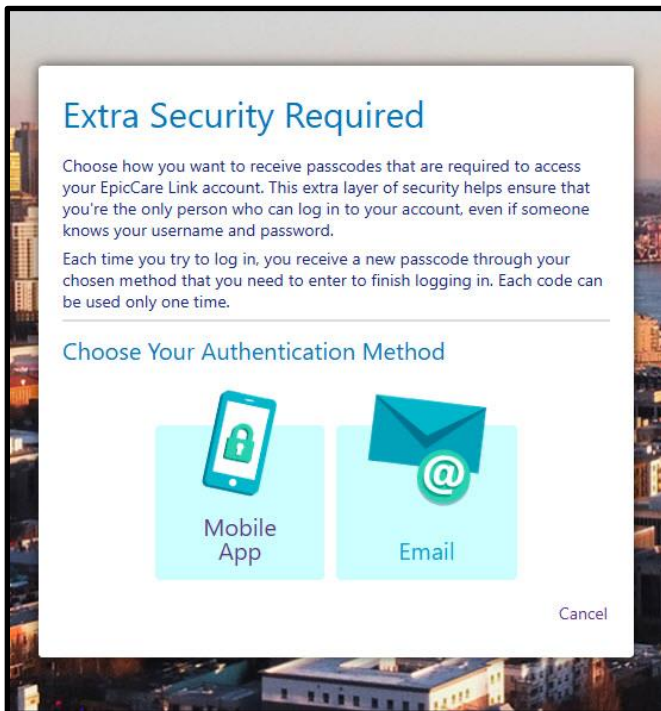 Extra Security Required
Choose how you want to receive passcodes that are required to access
your EpicCare Link account. This extra layer of security helps ensure that
you're the only person who can log in to your account, even if someone
knows your username and password.
Each time you try to log in, you receive a new passcode through your
chosen method that you need to enter to finish logging in. Each code can
be used only one time.
Choose Your Authentication Method
@
Mobile
App
Email
Cancel